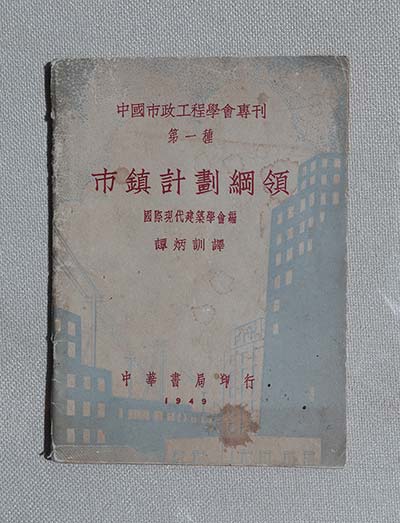 中國市政工程學會專刊
第一種
市鎮計劃綱領
國際現代建築學會編
譚炳訓譯
中華書局印行
1949